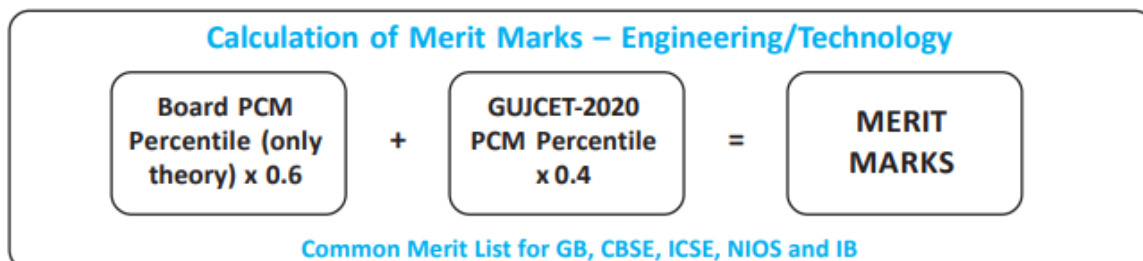 Calculation of Merit Marks – Engineering/Technology
Board PCM
Percentile (only
theory) x 0.6
+
GUJCET-2020
PCM Percentile
x 0.4
=
MERIT
MARKS
Common Merit List for GB, CBSE, ICSE, NIOS and IB